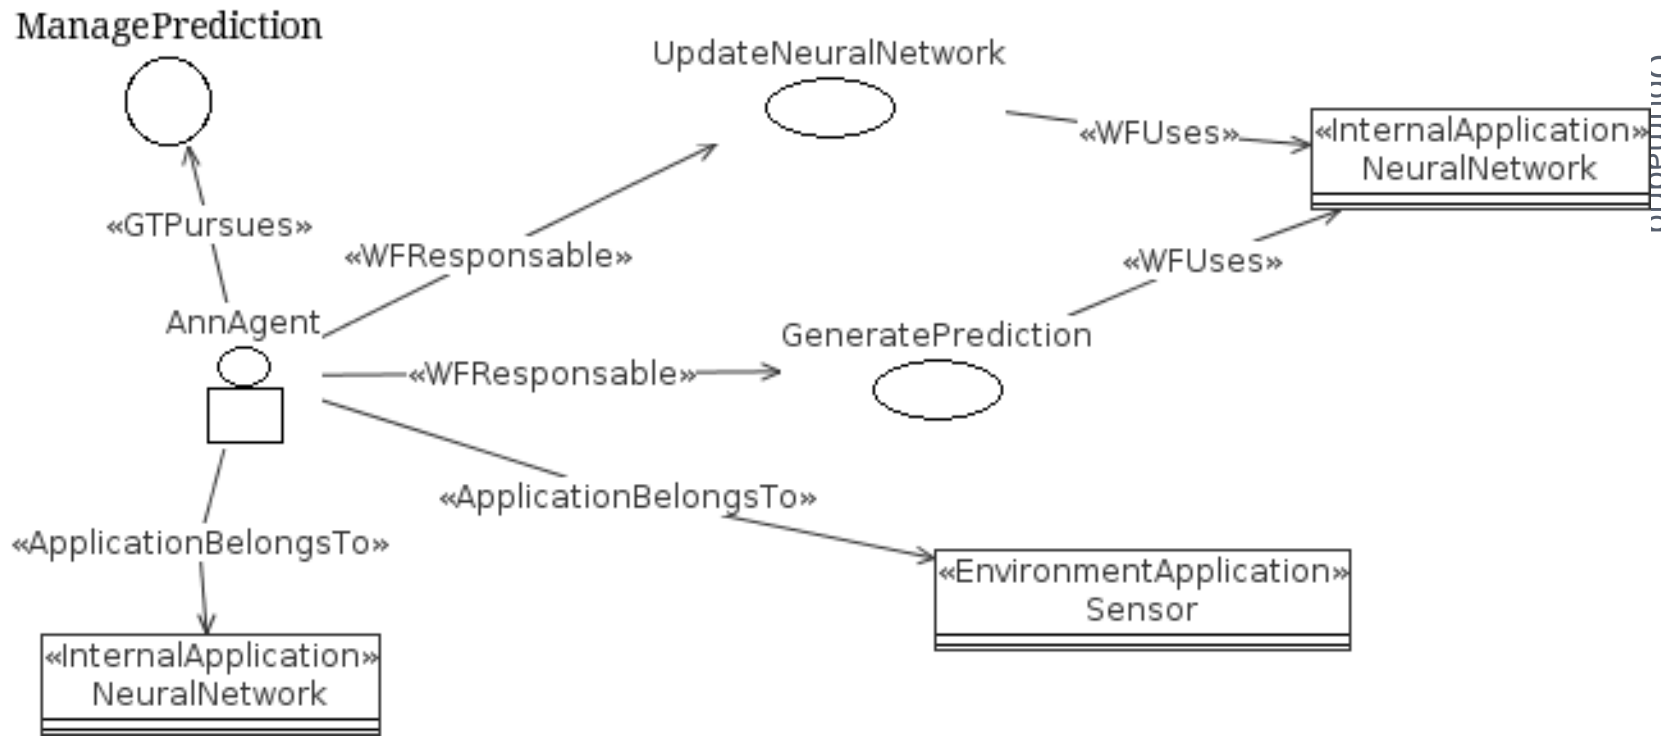 ManagePrediction
UpdateNeuralNetwork
«WFUses»
«InternalApplication»
NeuralNetwork
«GTPursues»
«WFResponsable»
«WFUses»
AnnAgent
GeneratePrediction
«WFResponsable»
«ApplicationBelongsTo»
«ApplicationBelongsTo»
«EnvironmentApplication»
Sensor
«InternalApplication»
NeuralNetwork